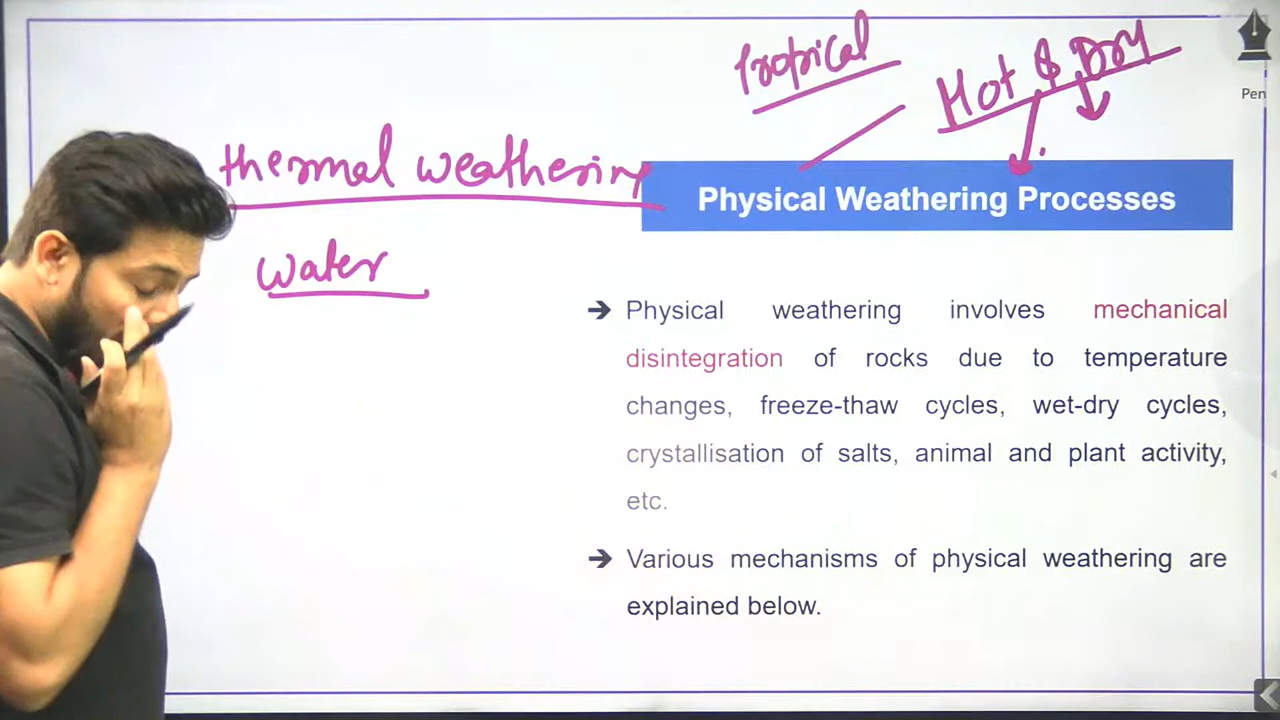 Tropical
Hot & Dry
Pen
thermal weathering
Physical Weathering Processes
water
➔ Physical weathering involves mechanical
disintegration of rocks due to temperature
changes, freeze-thaw cycles, wet-dry cycles,
crystallisation of salts, animal and plant activity,
etc.
➔ Various mechanisms of physical weathering are
explained below.